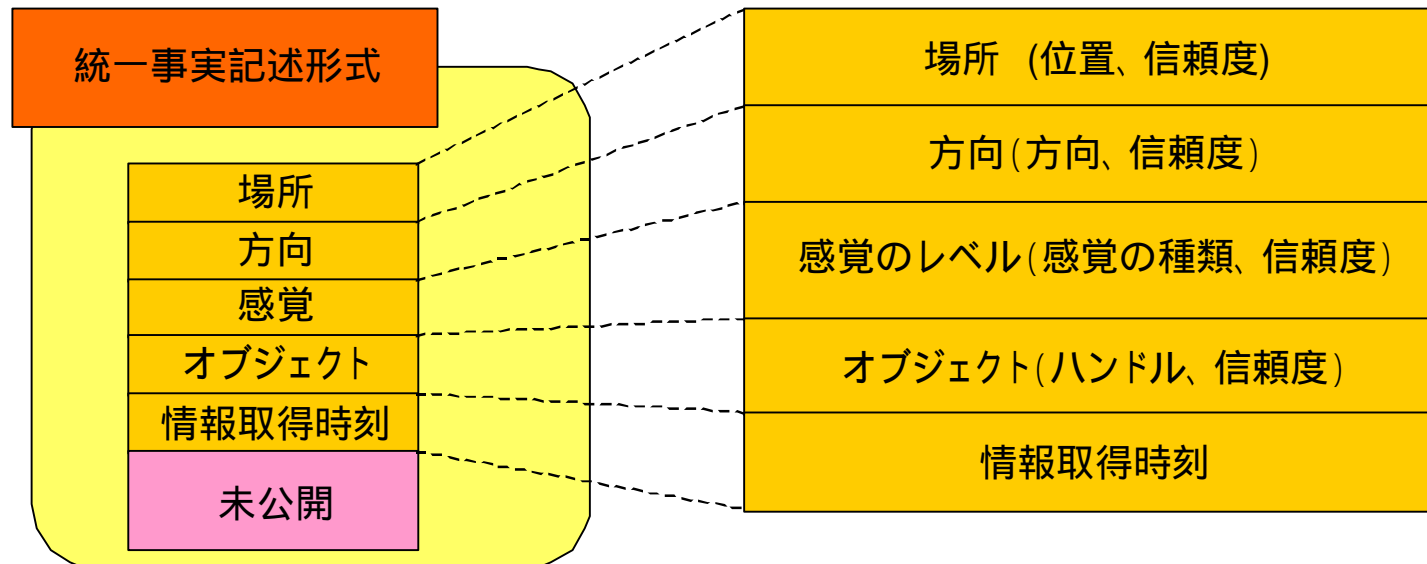 統一事実記述形式
場所
方向
感覚
オブジェクト
情報取得時刻
未公開
場所 (位置、信頼度)
方向(方向、信頼度)
感覚のレベル(感覚の種類、信頼度)
オブジェクト(ハンドル、信頼度)
情報取得時刻